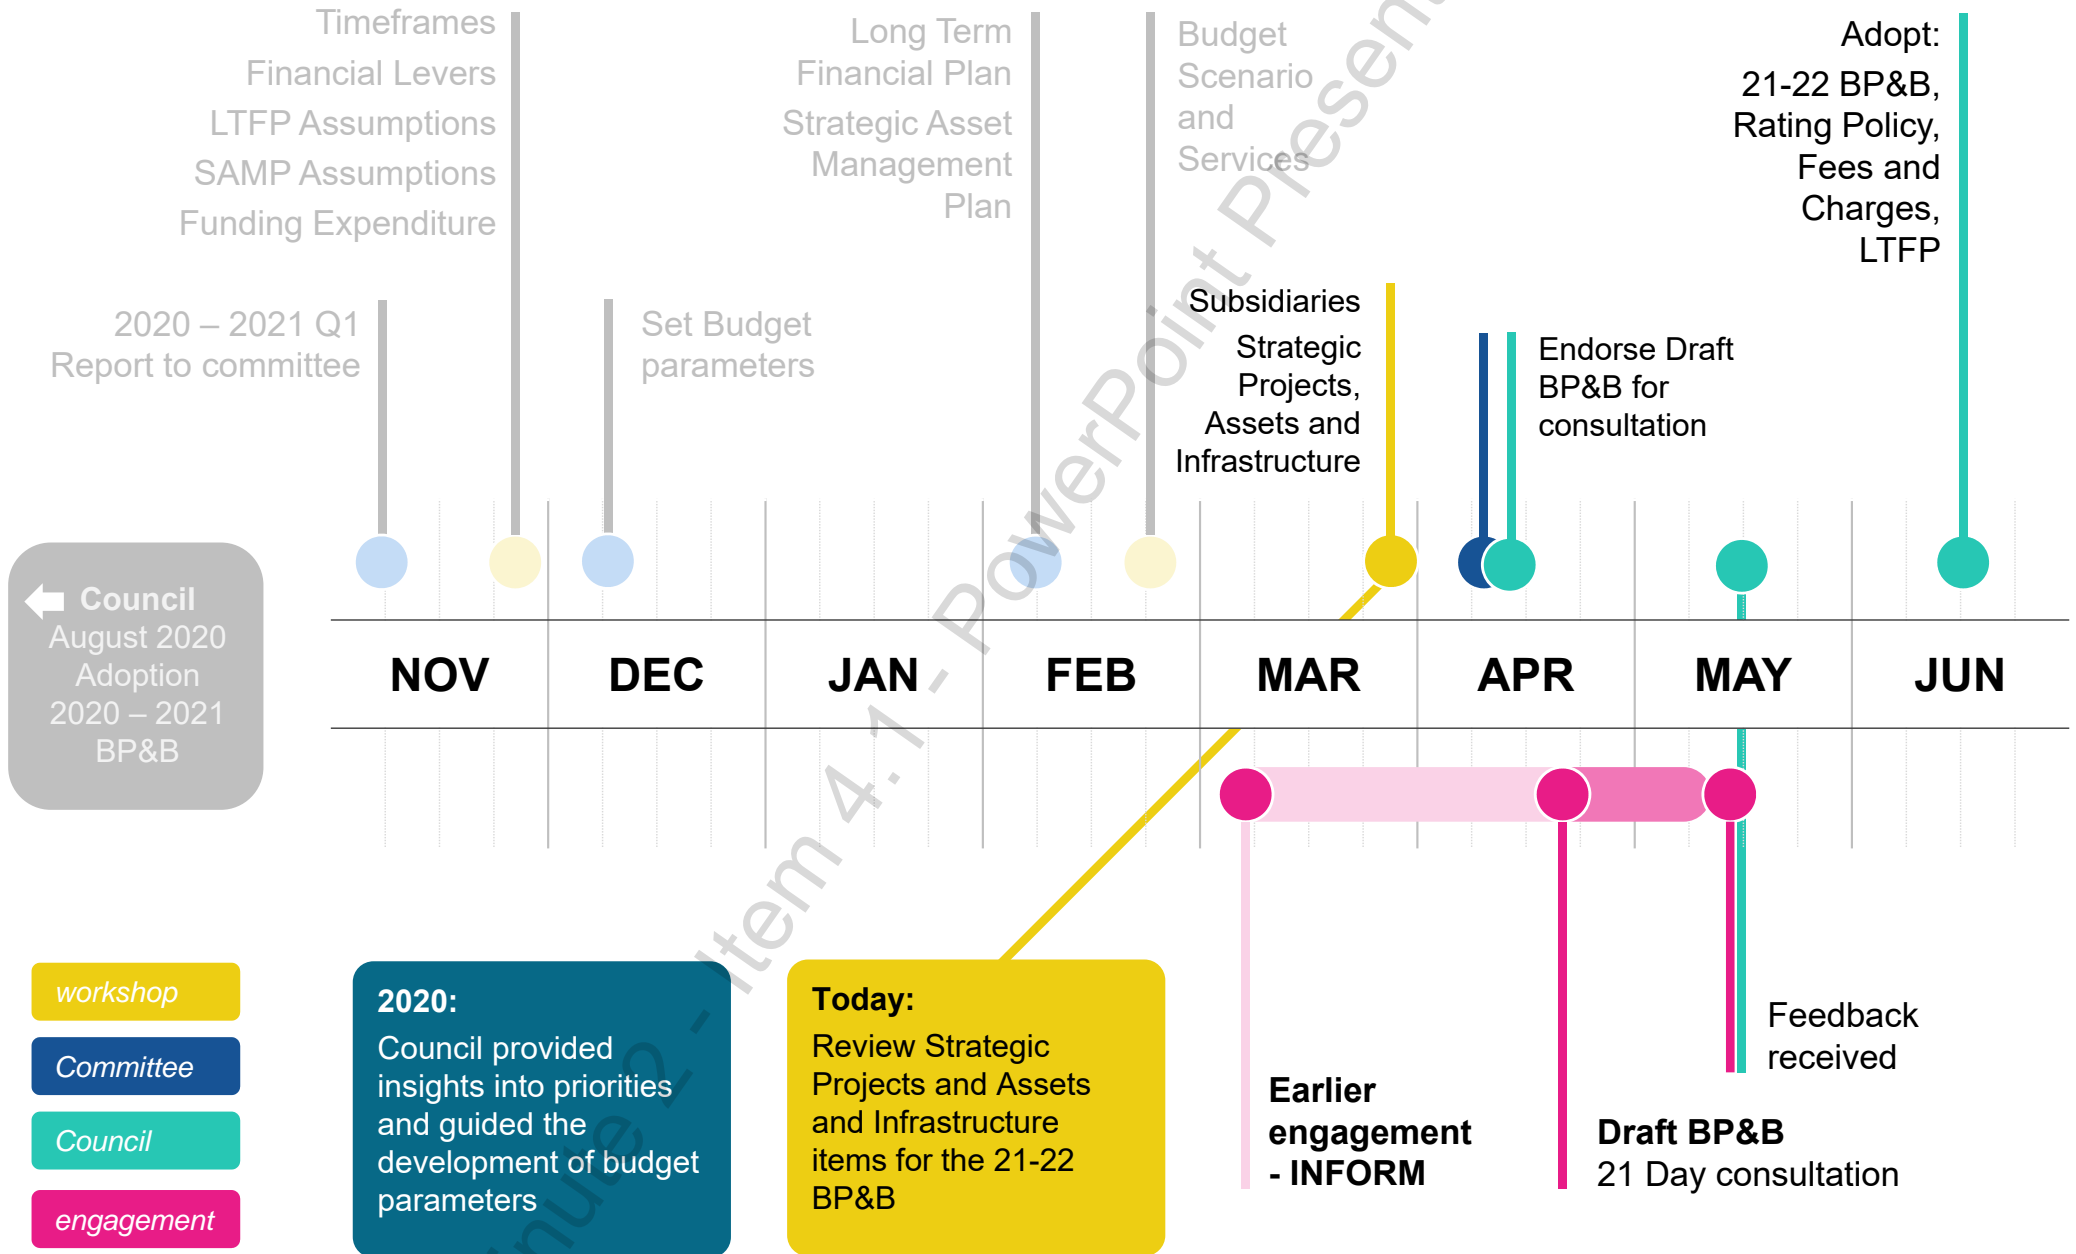 Timeframes
Financial Levers
LTFP Assumptions
SAMP Assumptions
Funding Expenditure
Long Term
Financial Plan
Strategic Asset
Management
Plan
Budget
Scenario
and
Services
Adopt:
21-22 BP&B,
Rating Policy,
Fees and
Charges,
LTFP
2020 – 2021 Q1
Report to committee
Set Budget
parameters
Subsidiaries
Strategic
Projects,
Assets and
Infrastructure
Endorse Draft
BP&B for
consultation
Council
August 2020
Adoption
2020 – 2021
BP&B
NOV
DEC
JAN
FEB
MAR
APR
MAY
JUN
workshop
Committee
Council
engagement
2020:
Council provided
insights into priorities
and guided the
development of budget
parameters
Today:
Review Strategic
Projects and Assets
and Infrastructure
items for the 21-22
BP&B
Earlier
engagement
- INFORM
Draft BP&B
21 Day consultation
Feedback
received
2 - Item 4.1 - PowerPoint